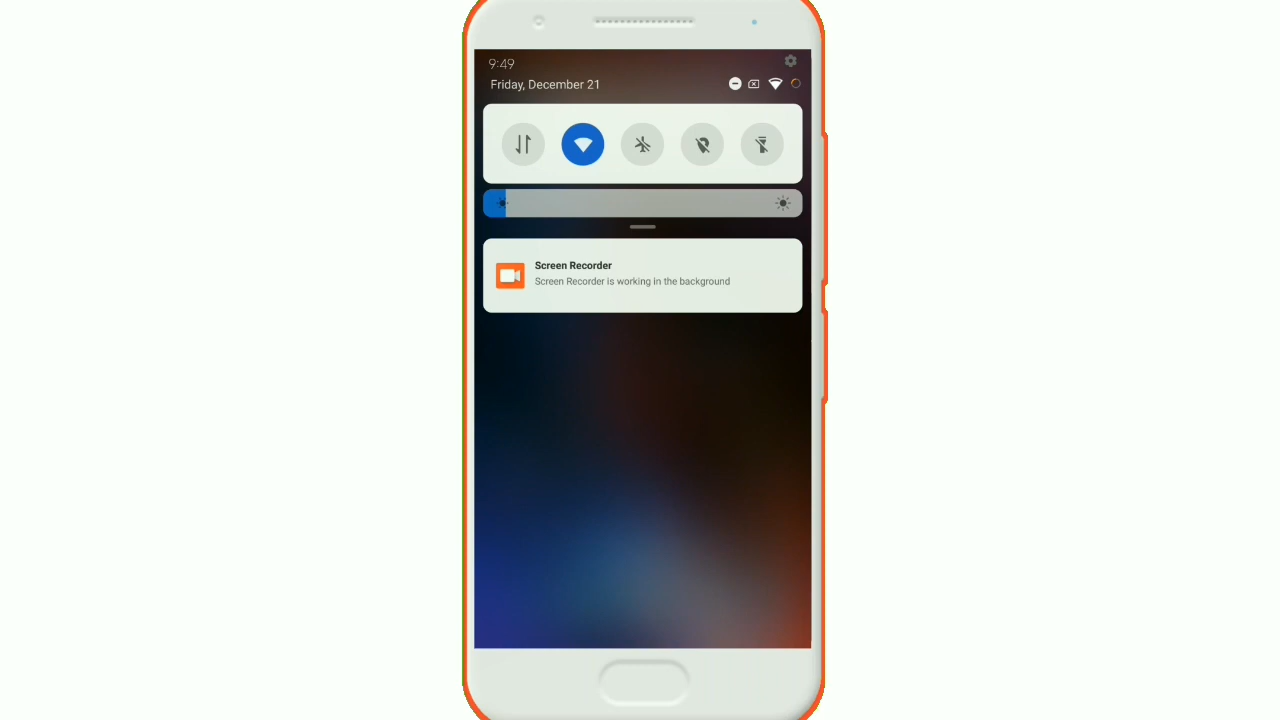 9:49
Friday, December 21
Screen Recorder
Screen Recorder is working in the background